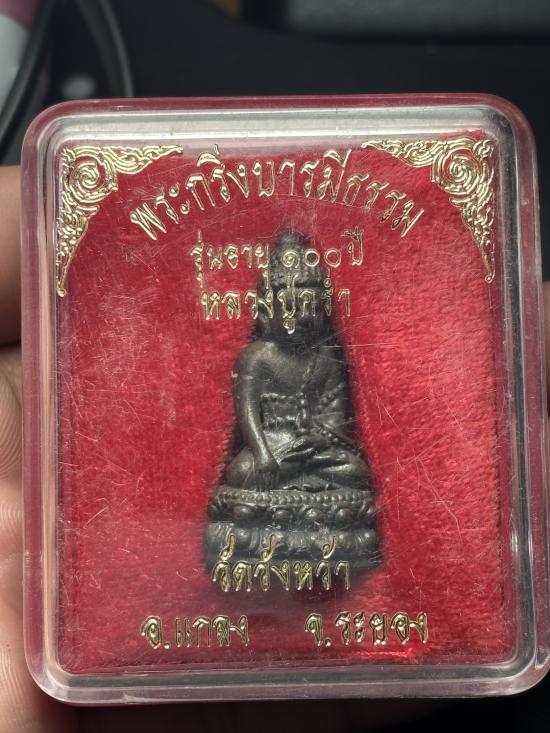 พระกริ่งบารมีธรรม
รุ่นอายุ ๑๐๐ ปี
หลวงปู่คร่ำ
วัดวังหว้า
อ.แกลง จ.ระยอง